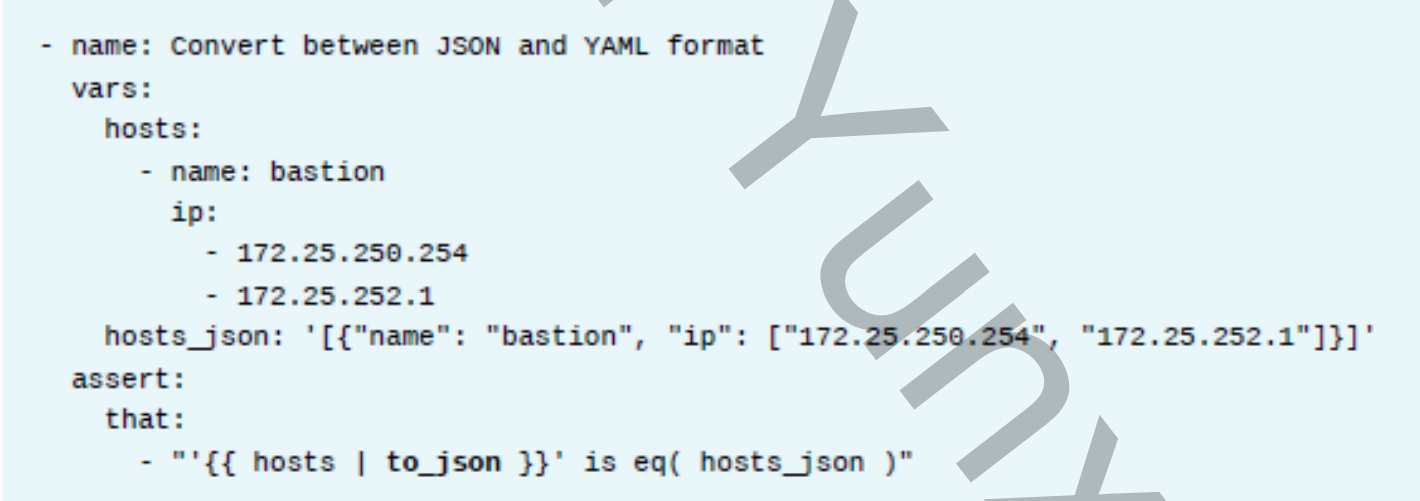 - name: Convert between JSON and YAML format
  vars:
    hosts:
      - name: bastion
        ip:
          - 172.25.250.254
          - 172.25.252.1
    hosts_json: '[{"name": "bastion", "ip": ["172.25.250.254", "172.25.252.1"]}]'
  assert:
    that:
      - "'{{ hosts | to_json }}' is eq( hosts_json )"
Yun